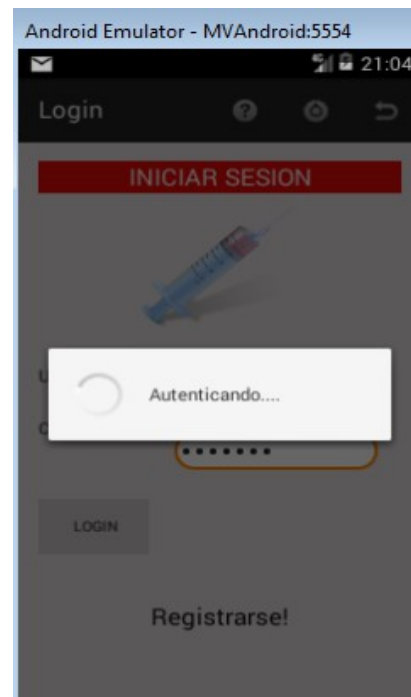 Android Emulator - MVAndroid:5554
21:04
Login
INICIAR SESION
Autenticando....
LOGIN
Registrarse!